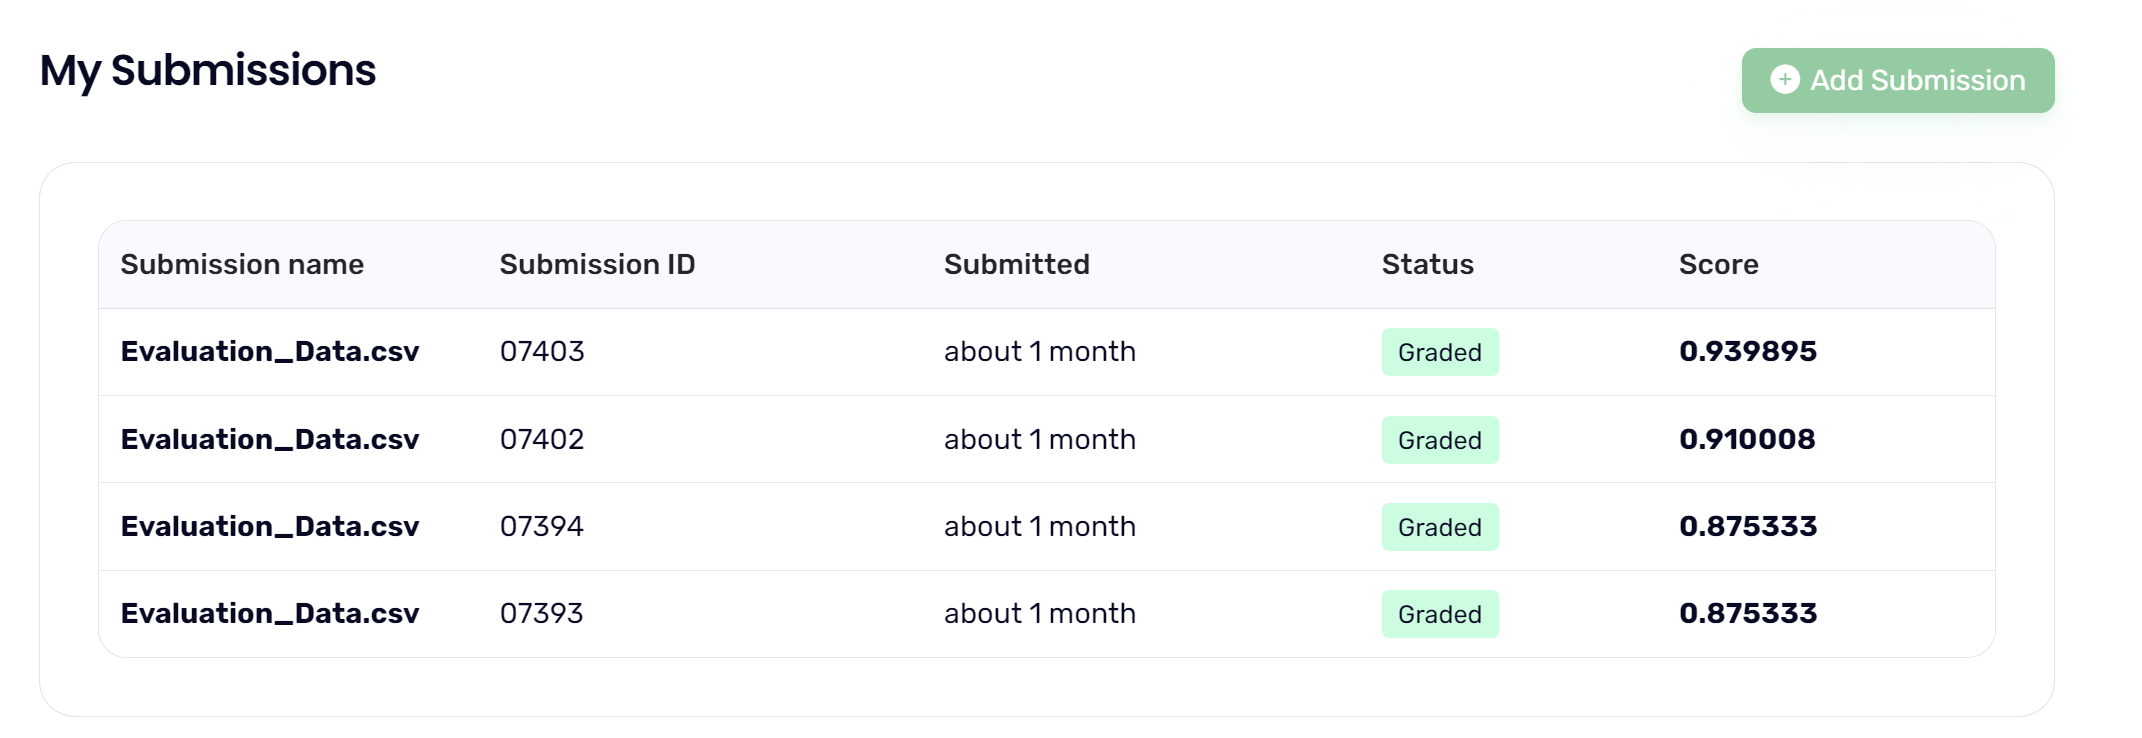 My Submissions
Add Submission
Submission name Submission ID Submitted Status Score
Evaluation_Data.csv 07403 about 1 month Graded 0.939895
Evaluation_Data.csv 07402 about 1 month Graded 0.910008
Evaluation_Data.csv 07394 about 1 month Graded 0.875333
Evaluation_Data.csv 07393 about 1 month Graded 0.875333